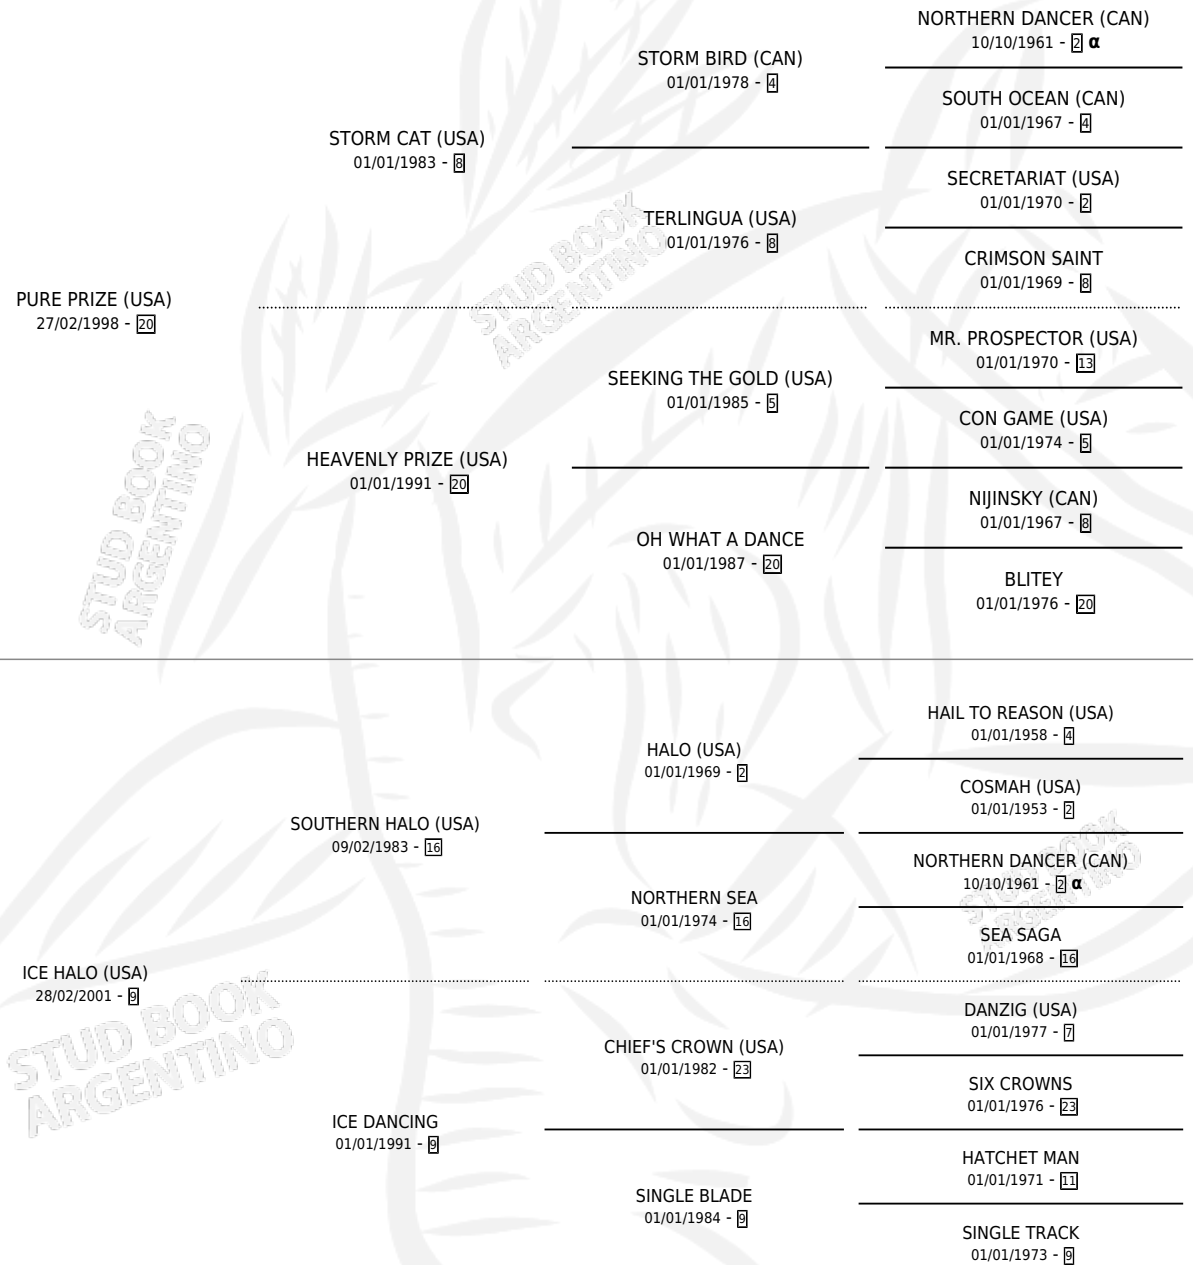 NORTHERN DANCER (CAN)
10/10/1961 - 2 α
STORM BIRD (CAN)
01/01/1978 - 4
SOUTH OCEAN (CAN)
01/01/1967 - 4
STORM CAT (USA)
01/01/1983 - 8
SECRETARIAT (USA)
01/01/1970 - 2
TERLINGUA (USA)
01/01/1976 - 8
CRIMSON SAINT
01/01/1969 - 8
PURE PRIZE (USA)
27/02/1998 - 20
MR. PROSPECTOR (USA)
01/01/1970 - 13
SEEKING THE GOLD (USA)
01/01/1985 - 5
CON GAME (USA)
01/01/1974 - 5
HEAVENLY PRIZE (USA)
01/01/1991 - 20
NIJINSKY (CAN)
01/01/1967 - 8
OH WHAT A DANCE
01/01/1987 - 20
BLITEY
01/01/1976 - 20
HAIL TO REASON (USA)
01/01/1958 - 4
HALO (USA)
01/01/1969 - 2
COSMAH (USA)
01/01/1953 - 2
SOUTHERN HALO (USA)
09/02/1983 - 16
NORTHERN DANCER (CAN)
10/10/1961 - 2 α
NORTHERN SEA
01/01/1974 - 16
SEA SAGA
01/01/1968 - 16
ICE HALO (USA)
28/02/2001 - 9
DANZIG (USA)
01/01/1977 - 7
CHIEF'S CROWN (USA)
01/01/1982 - 23
SIX CROWNS
01/01/1976 - 23
ICE DANCING
01/01/1991 - 9
HATCHET MAN
01/01/1971 - 11
SINGLE BLADE
01/01/1984 - 9
SINGLE TRACK
01/01/1973 - 9
STUD BOOK
ARGENTINO
STUD BOOK
ARGENTINO
STUD BOOK
ARGENTINO
STUD BOOK
ARGENTINO